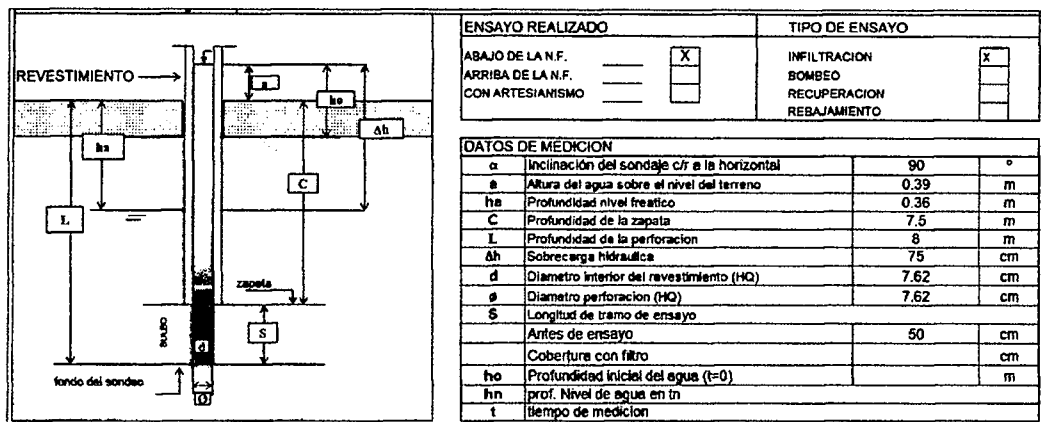 REVESTIMIENTO
a
ho
Δh
ha
C
L
zapata
BULBO
S
d
fondo del sondeo
Ø
ENSAYO REALIZADO
TIPO DE ENSAYO
ABAJO DE LA N.F. X
INFILTRACION x
ARRIBA DE LA N.F.
BOMBEO
CON ARTESIANISMO
RECUPERACION
REBAJAMIENTO
DATOS DE MEDICION
α Inclinación del sondaje c/r a la horizontal 90 °
a Altura del agua sobre el nivel del terreno 0.39 m
ha Profundidad nivel freatico 0.36 m
C Profundidad de la zapata 7.5 m
L Profundidad de la perforacion 8 m
Δh Sobrecarga hidraulica 75 cm
d Diametro interior del revestimiento (HQ) 7.62 cm
ø Diametro perforacion (HQ) 7.62 cm
S Longitud de tramo de ensayo
Antes de ensayo 50 cm
Cobertura con filtro cm
ho Profundidad inicial del agua (t=0) m
hn prof. Nivel de agua en tn
t tiempo de medicion